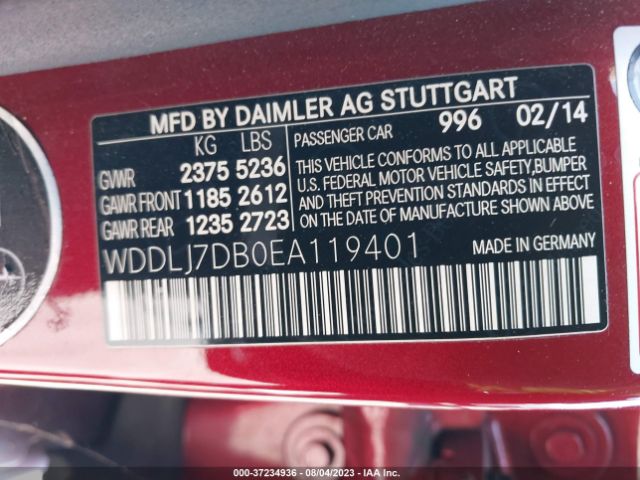 MFD BY DAIMLER AG STUTTGART
KG LBS
GVWR 2375 5236
GAWR FRONT 1185 2612
GAWR REAR 1235 2723
PASSENGER CAR 996 02/14
THIS VEHICLE CONFORMS TO ALL APPLICABLE
U.S. FEDERAL MOTOR VEHICLE SAFETY, BUMPER
AND THEFT PREVENTION STANDARDS IN EFFECT
ON THE DATE OF MANUFACTURE SHOWN ABOVE
WDDLJ7DB0EA119401 MADE IN GERMANY
000-37234936 - 08/04/2023 - IAA Inc.